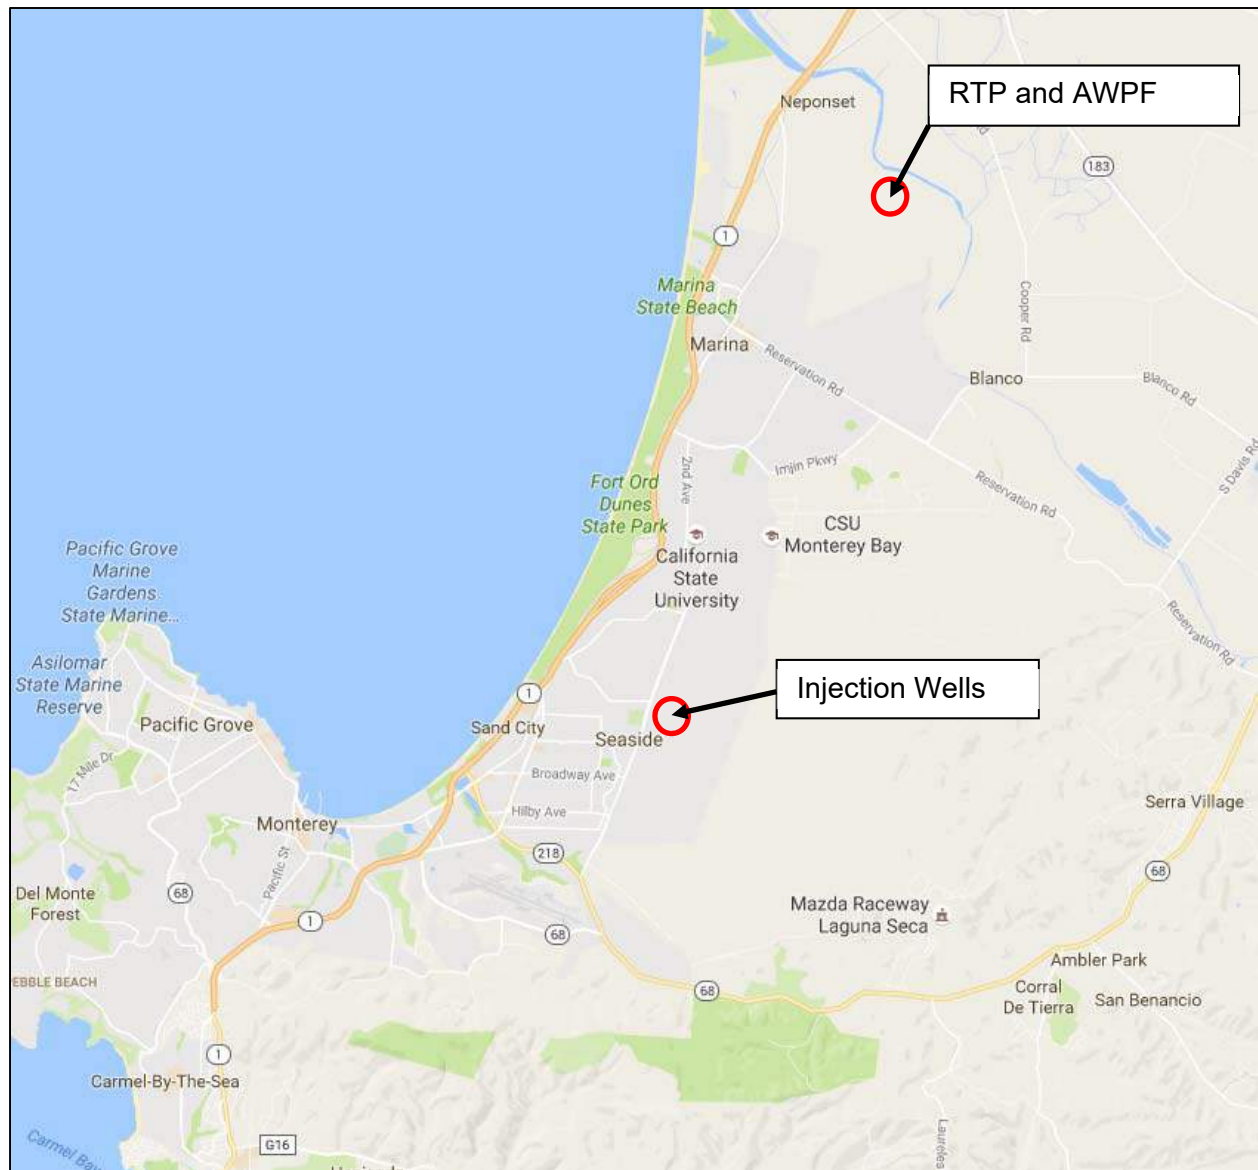 Neponset
RTP and AWPF
Rd
183
1
Marina
State Beach
Cooper Rd
Marina
Reservation Rd
Blanco
Blanco Rd
2nd Ave
Imjin Pkwy
S Davis Rd
Fort Ord
Dunes
State Park
Reservation Rd
CSU
Monterey Bay
California
State
University
Pacific Grove
Marine
Gardens
State Marine...
Reservation Rd
Asilomar
State Marine
Reserve
Injection Wells
1
Pacific Grove
Sand City
Seaside
17 Mile Dr
Broadway Ave
Hilby Ave
Serra Village
Monterey
Pacific St
218
68
Del Monte
Forest
68
Mazda Raceway
Laguna Seca
1
68
Ambler Park
EBBLE BEACH
68
Corral
De Tierra
San Benancio
1
Carmel-By-The-Sea
Laureles
G16
Carmel Bay